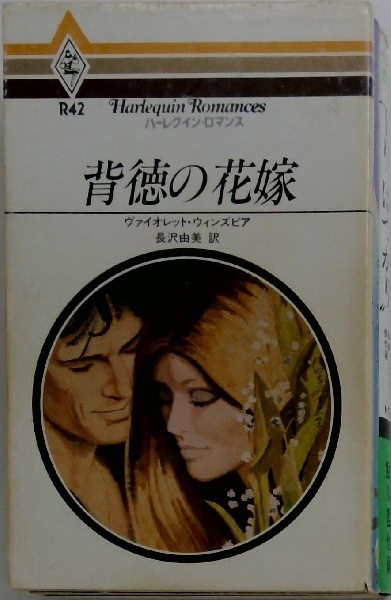 R42
Harlequin Romances
ハーレクイン・ロマンス
背徳の花嫁
ヴァイオレット・ウィンズピア
長沢由美 訳